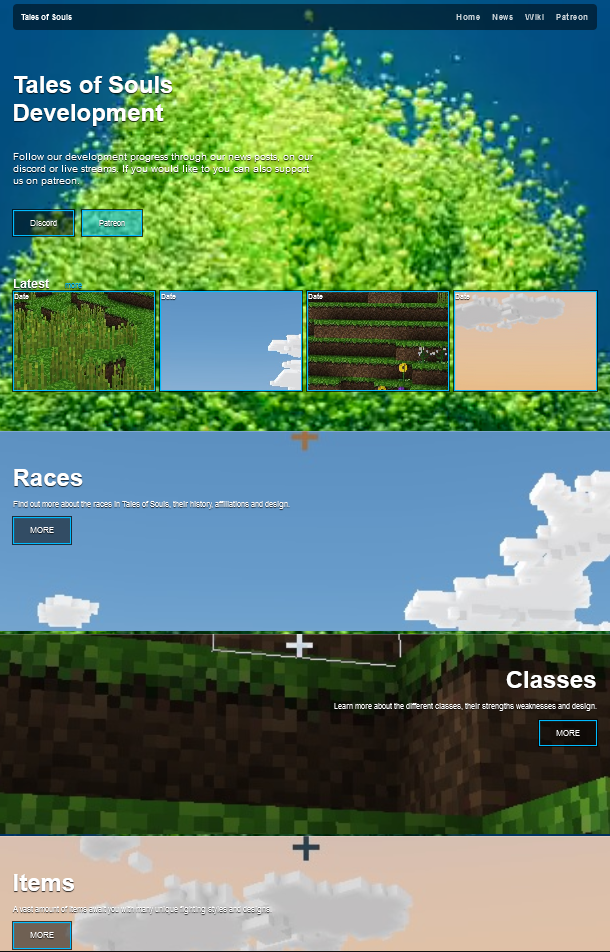 Tales of Souls
Home News Wiki Patreon
Tales of Souls
Development
Follow our development progress through our news posts, on our
discord or live streams. If you would like to you can also support
us on patreon.
Discord Patreon
Latest
Date Date Date Date
Races
Find out more about the races in Tales of Souls, their history, affiliations and design.
MORE
Classes
Learn more about the different classes, their strengths weaknesses and design.
MORE
Items
A vast amount of items await you with many unique fighting styles and designs.
MORE